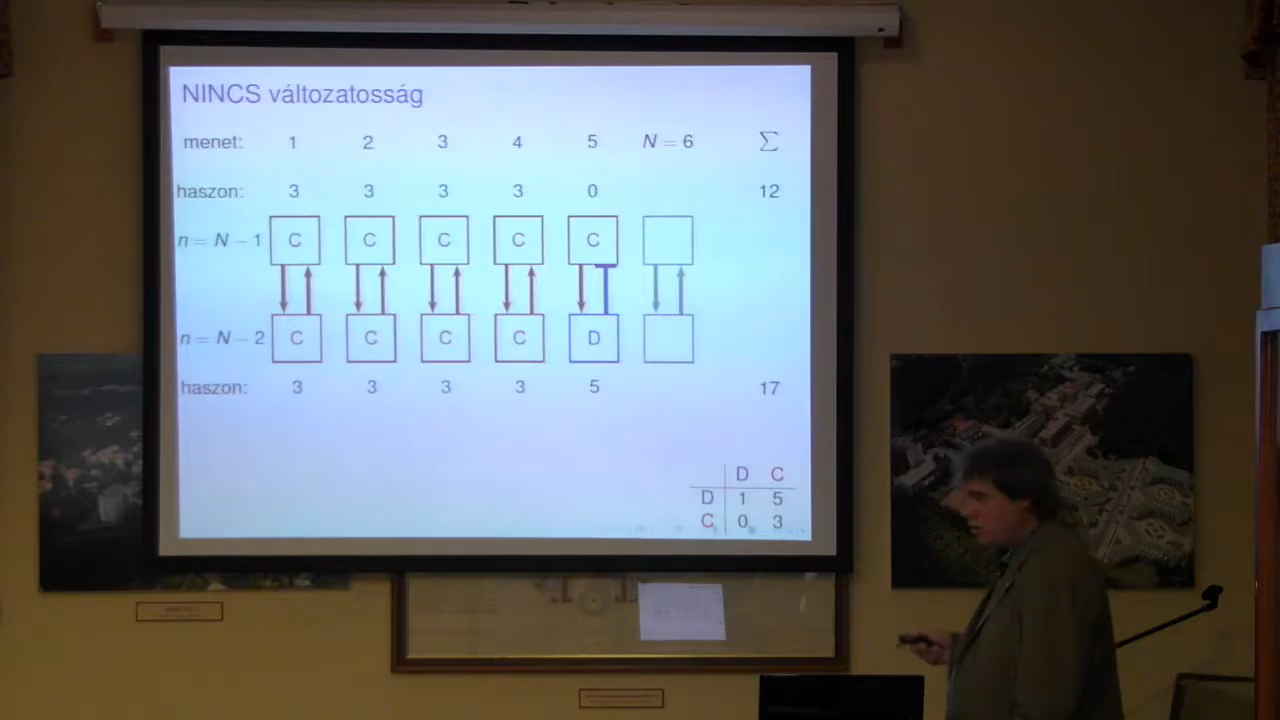 NINCS változatosság
menet: 1 2 3 4 5 N = 6 ∑
haszon: 3 3 3 3 0 12
n = N − 1 C C C C C
n = N − 2 C C C C D
haszon: 3 3 3 3 5 17
D C
D 1 5
C 0 3